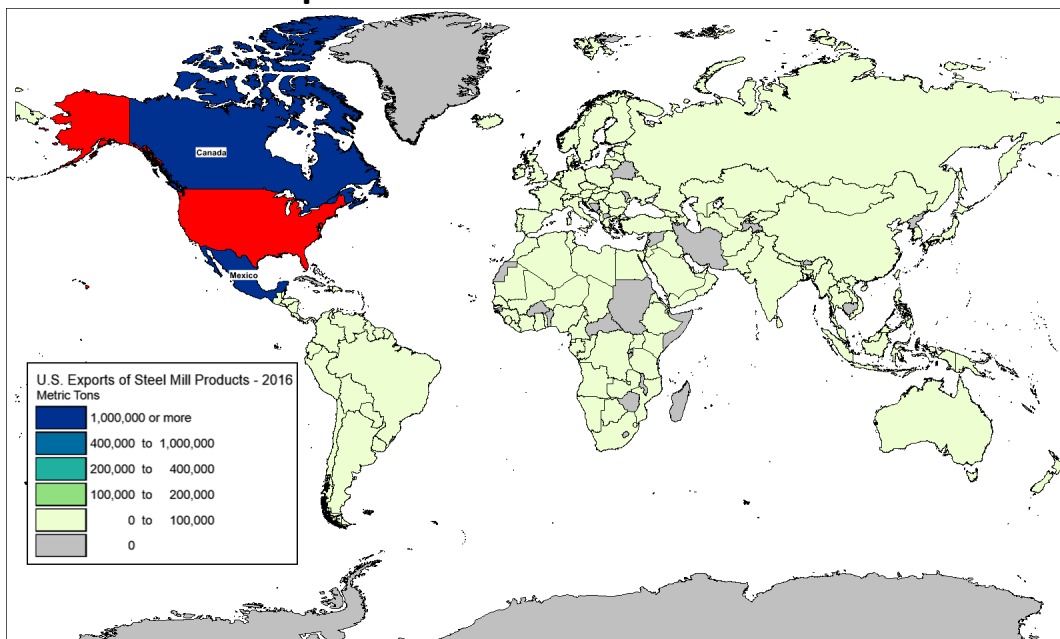 Canada
Mexico
U.S. Exports of Steel Mill Products - 2016
Metric Tons
1,000,000 or more
400,000 to 1,000,000
200,000 to 400,000
100,000 to 200,000
0 to 100,000
0